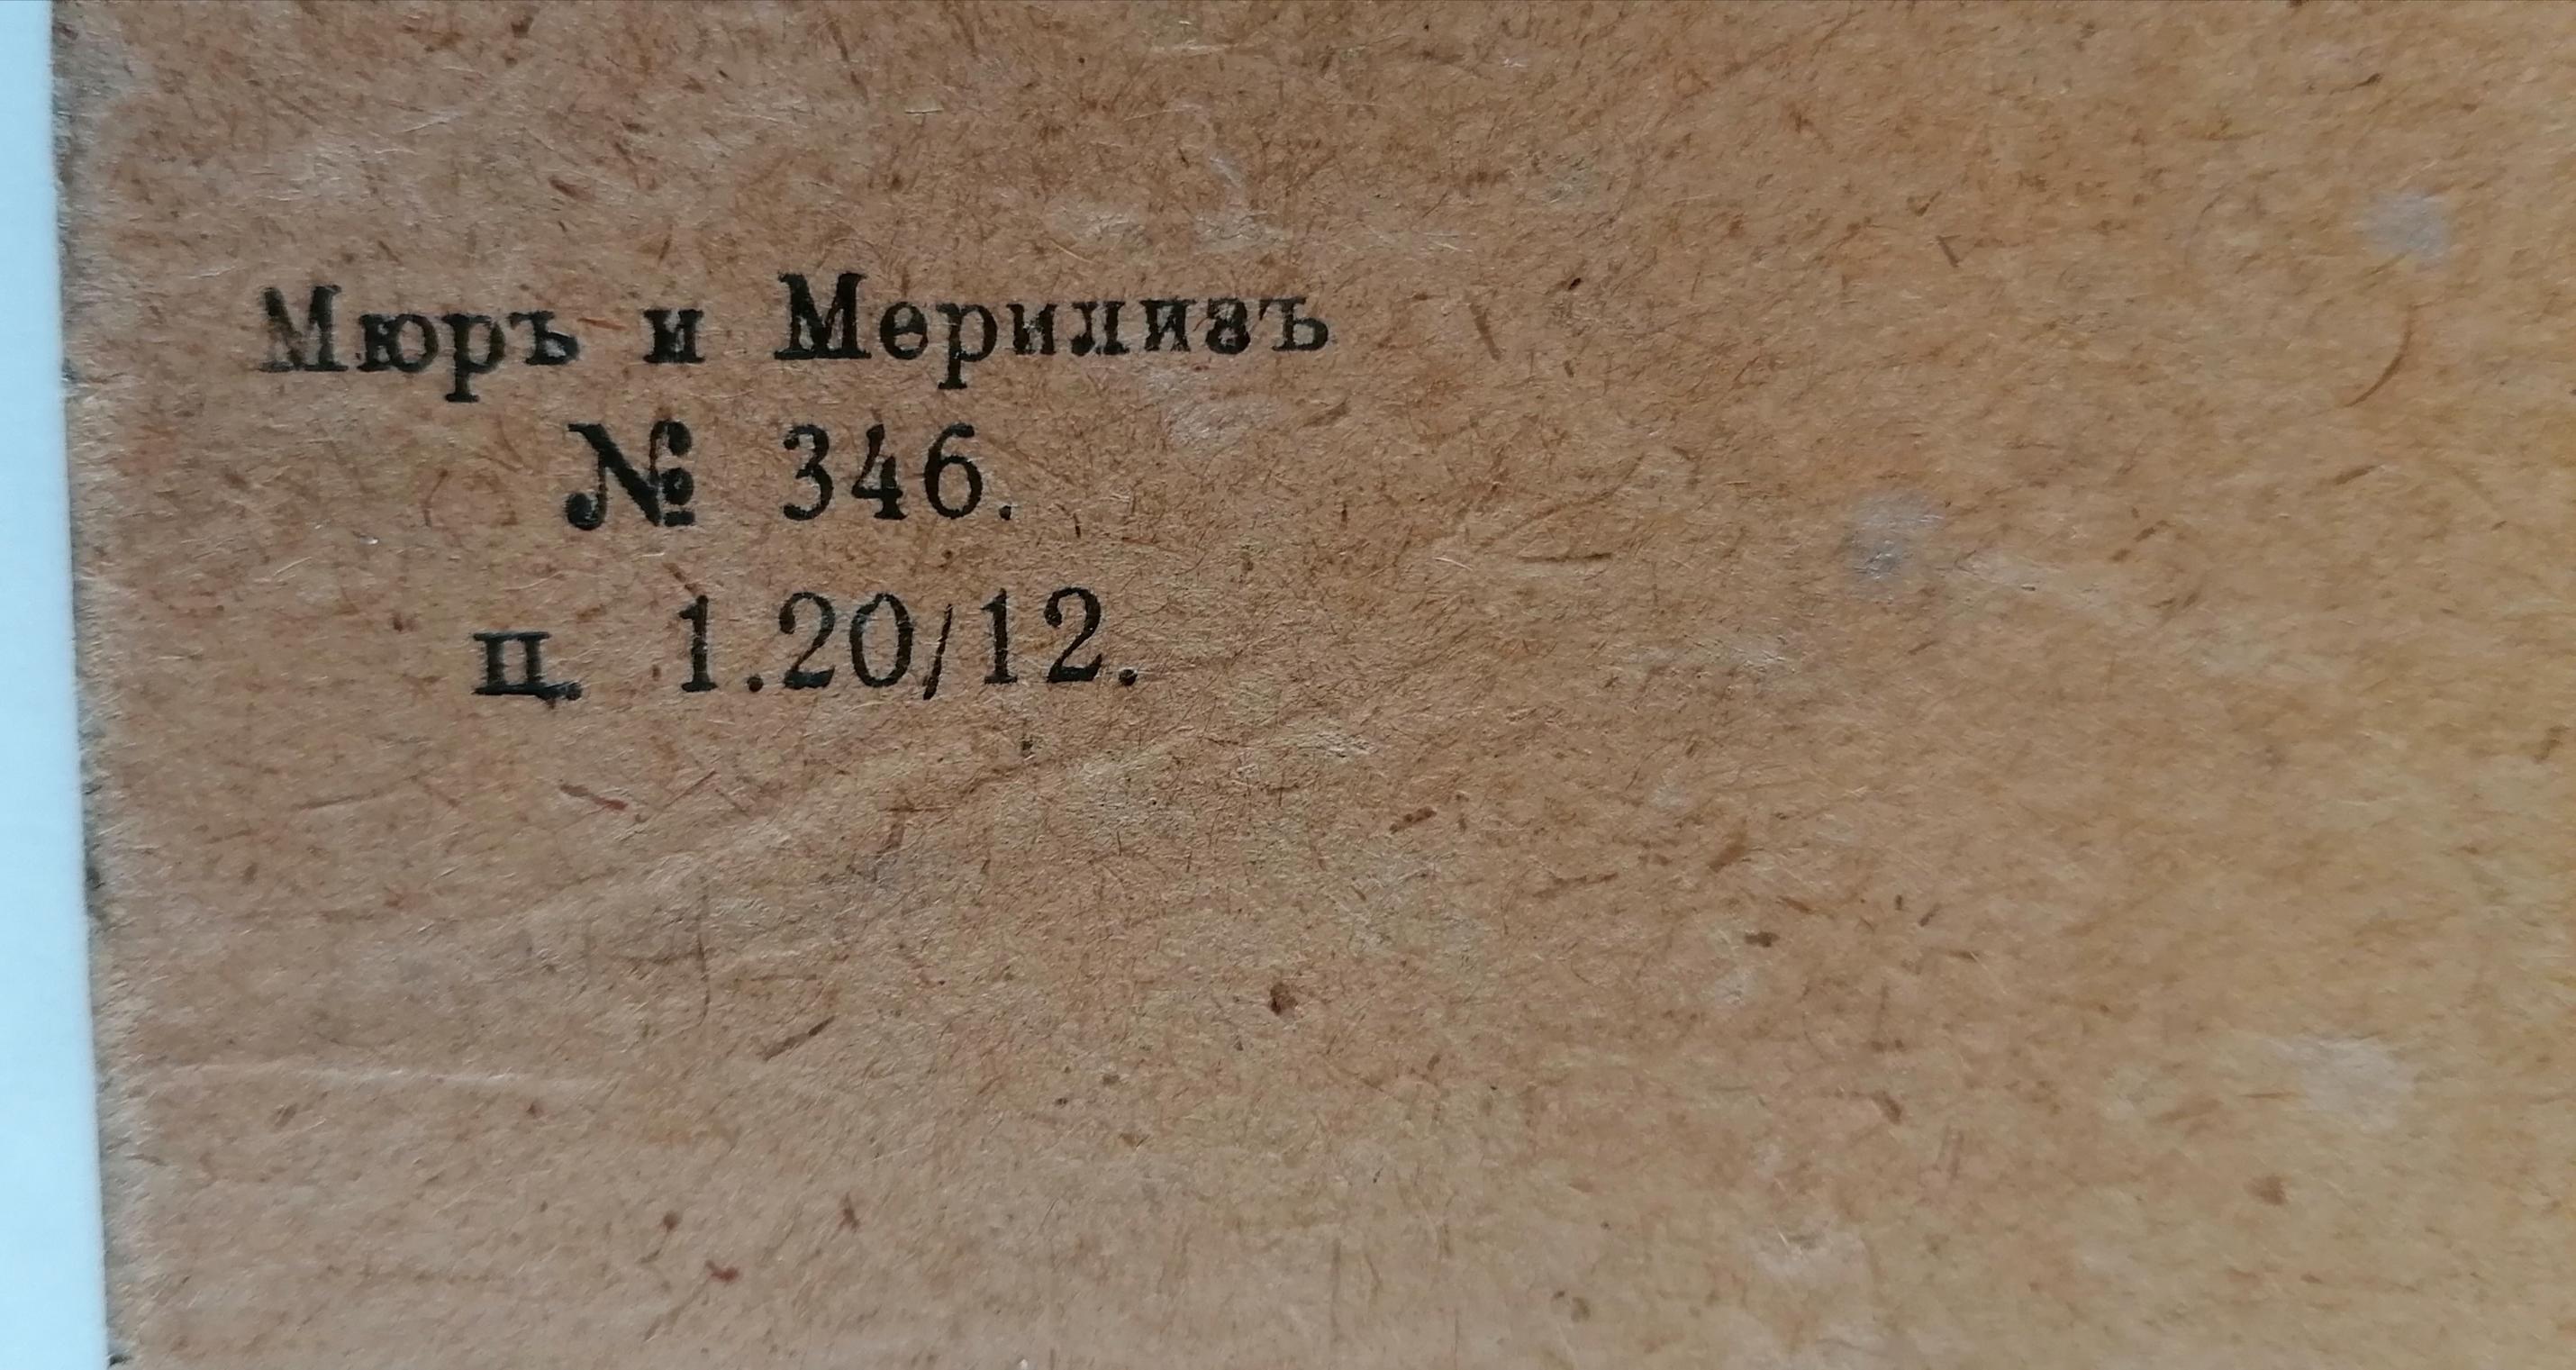 Мюръ и Мерилизъ
№ 346.
ц. 1.20/12.